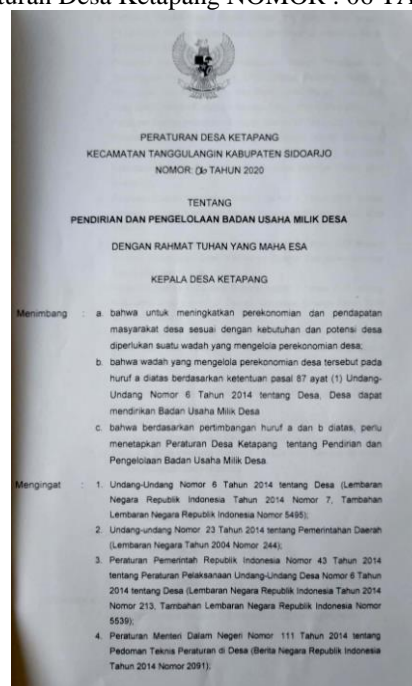 turan Desa Ketapang NOMOR : 06 TA
PERATURAN DESA KETAPANG
KECAMATAN TANGGULANGIN KABUPATEN SIDOARJO
NOMOR: 06 TAHUN 2020
TENTANG
PENDIRIAN DAN PENGELOLAAN BADAN USAHA MILIK DESA
DENGAN RAHMAT TUHAN YANG MAHA ESA
KEPALA DESA KETAPANG
Menimbang : a. bahwa untuk meningkatkan perekonomian dan pendapatan
masyarakat desa sesuai dengan kebutuhan dan potensi desa
diperlukan suatu wadah yang mengelola perekonomian desa;
b. bahwa wadah yang mengelola perekonomian desa tersebut pada
huruf a diatas berdasarkan ketentuan pasal 87 ayat (1) Undang-
Undang Nomor 6 Tahun 2014 tentang Desa, Desa dapat
mendirikan Badan Usaha Milik Desa
c. bahwa berdasarkan pertimbangan huruf a dan b diatas, perlu
menetapkan Peraturan Desa Ketapang tentang Pendirian dan
Pengelolaan Badan Usaha Milik Desa.
Mengingat : 1. Undang-Undang Nomor 6 Tahun 2014 tentang Desa (Lembaran
Negara Republik Indonesia Tahun 2014 Nomor 7, Tambahan
Lembaran Negara Republik Indonesia Nomor 5495);
2. Undang-undang Nomor 23 Tahun 2014 tentang Pemerintahan Daerah
(Lembaran Negara Tahun 2004 Nomor 244);
3. Peraturan Pemerintah Republik Indonesia Nomor 43 Tahun 2014
tentang Peraturan Pelaksanaan Undang-Undang Desa Nomor 6 Tahun
2014 tentang Desa (Lembaran Negara Republik Indonesia Tahun 2014
Nomor 213, Tambahan Lembaran Negara Republik Indonesia Nomor
5539);
4. Peraturan Menteri Dalam Negeri Nomor 111 Tahun 2014 tentang
Pedoman Teknis Peraturan di Desa (Berita Negara Republik Indonesia
Tahun 2014 Nomor 2091);